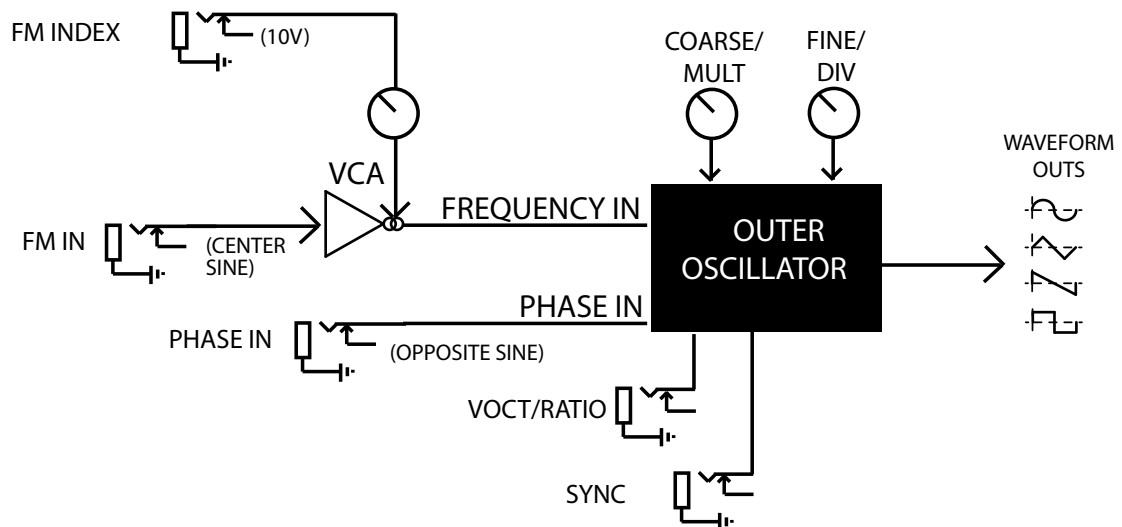 FM INDEX
(10V)
COARSE/
MULT
FINE/
DIV
WAVEFORM
OUTS
VCA
FREQUENCY IN
FM IN
(CENTER
SINE)
OUTER
OSCILLATOR
PHASE IN
PHASE IN
(OPPOSITE SINE)
VOCT/RATIO
SYNC